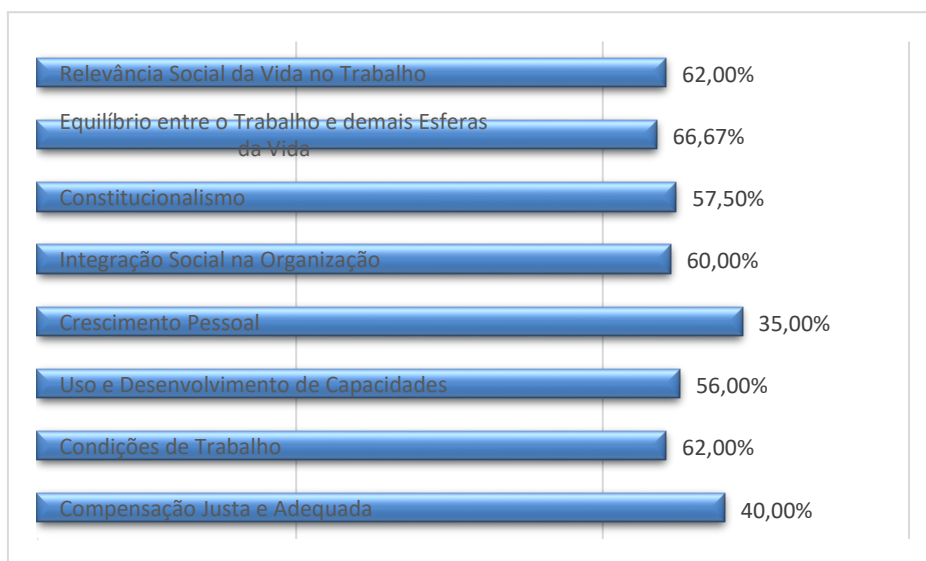 Relevância Social da Vida no Trabalho 62,00%
Equilíbrio entre o Trabalho e demais Esferas
da Vida 66,67%
Constitucionalismo 57,50%
Integração Social na Organização 60,00%
Crescimento Pessoal 35,00%
Uso e Desenvolvimento de Capacidades 56,00%
Condições de Trabalho 62,00%
Compensação Justa e Adequada 40,00%